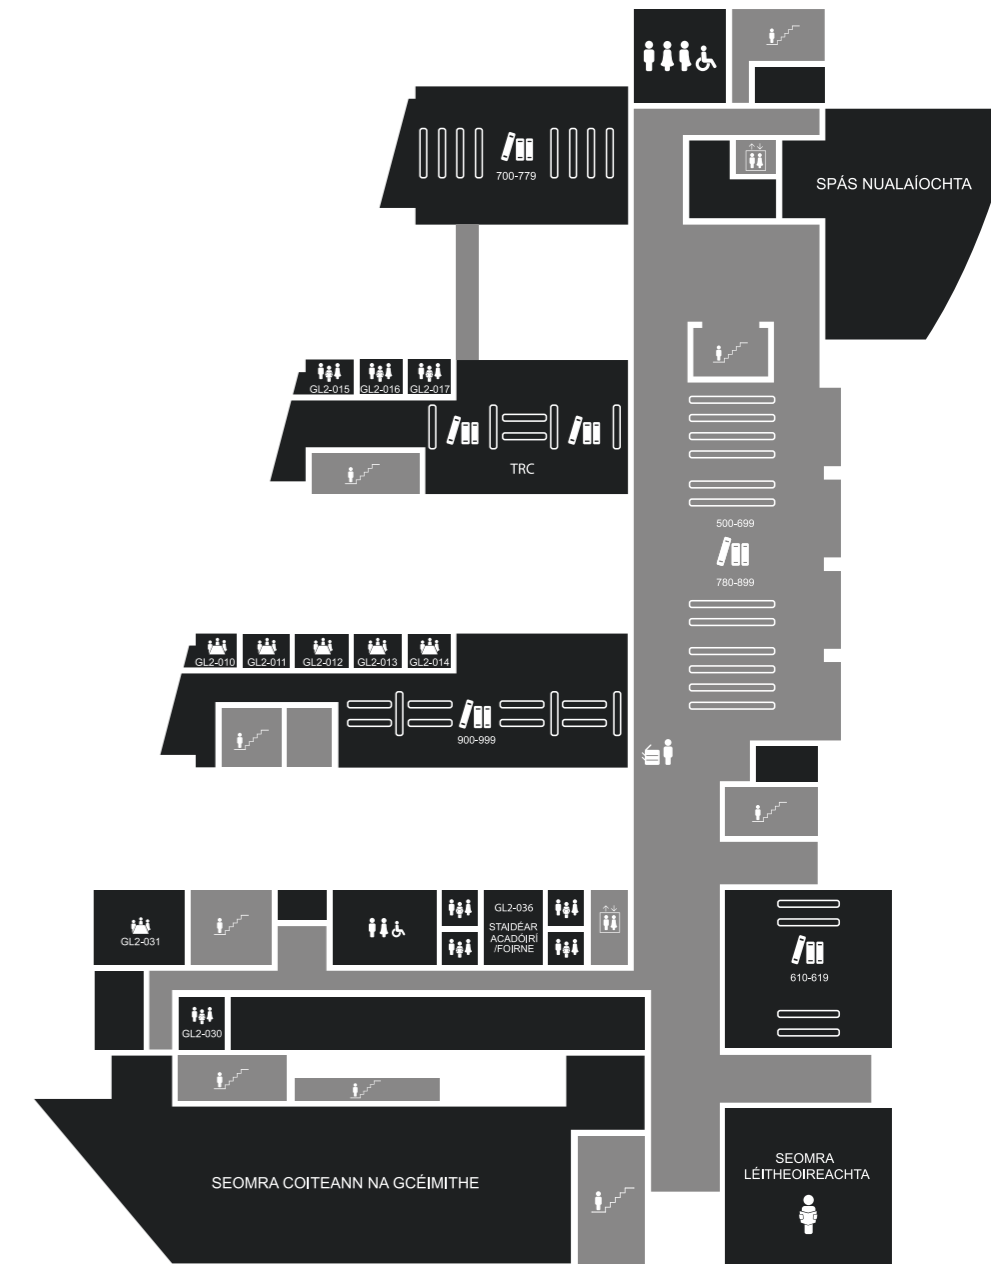 700-779
SPÁS NUALAÍOCHTA
GL2-015
GL2-016
GL2-017
TRC
500-699
780-899
GL2-010
GL2-011
GL2-012
GL2-013
GL2-014
900-999
GL2-031
GL2-036
STAIDÉAR
ACADÓIRÍ
/FOIRNE
610-619
GL2-030
SEOMRA COITEANN NA GCÉIMITHE
SEOMRA
LÉITHEOIREACHTA